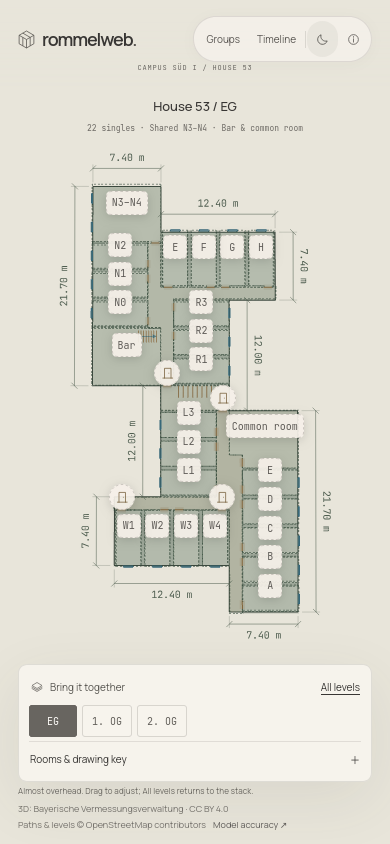 rommelweb.
Groups Timeline
CAMPUS SÜD I / HOUSE 53
House 53 / EG
22 singles · Shared N3–N4 · Bar & common room
7.40 m
N3–N4
12.40 m
N2
E F G H
7.40 m
N1
21.70 m
N0
R3
R2
Bar
R1
12.00 m
L3
Common room
12.00 m
L2
L1
E
D
21.70 m
W1 W2 W3 W4
C
7.40 m
B
A
12.40 m
7.40 m
Bring it together All levels
EG 1. OG 2. OG
Rooms & drawing key +
Almost overhead. Drag to adjust; All levels returns to the stack.
3D: Bayerische Vermessungsverwaltung · CC BY 4.0
Paths & levels © OpenStreetMap contributors Model accuracy ↗